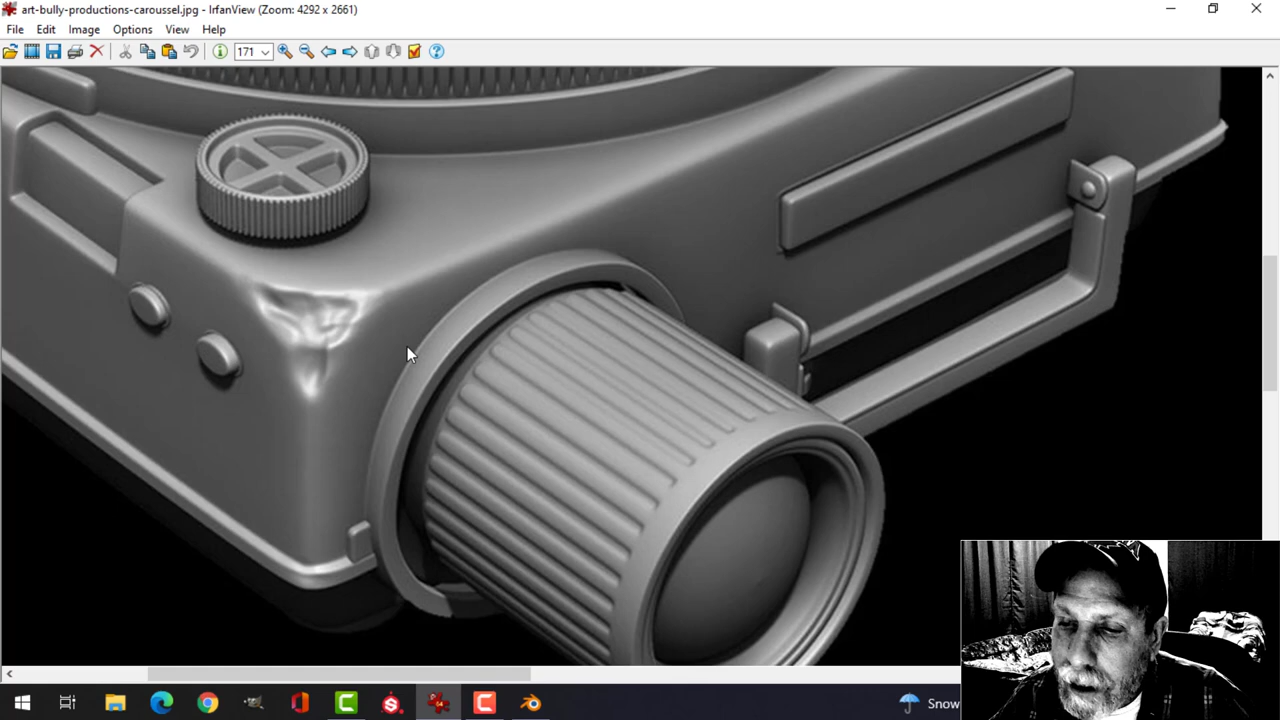 art-bully-productions-caroussel.jpg - IrfanView (Zoom: 4292 x 2661)
File Edit Image Options View Help
171
Snow